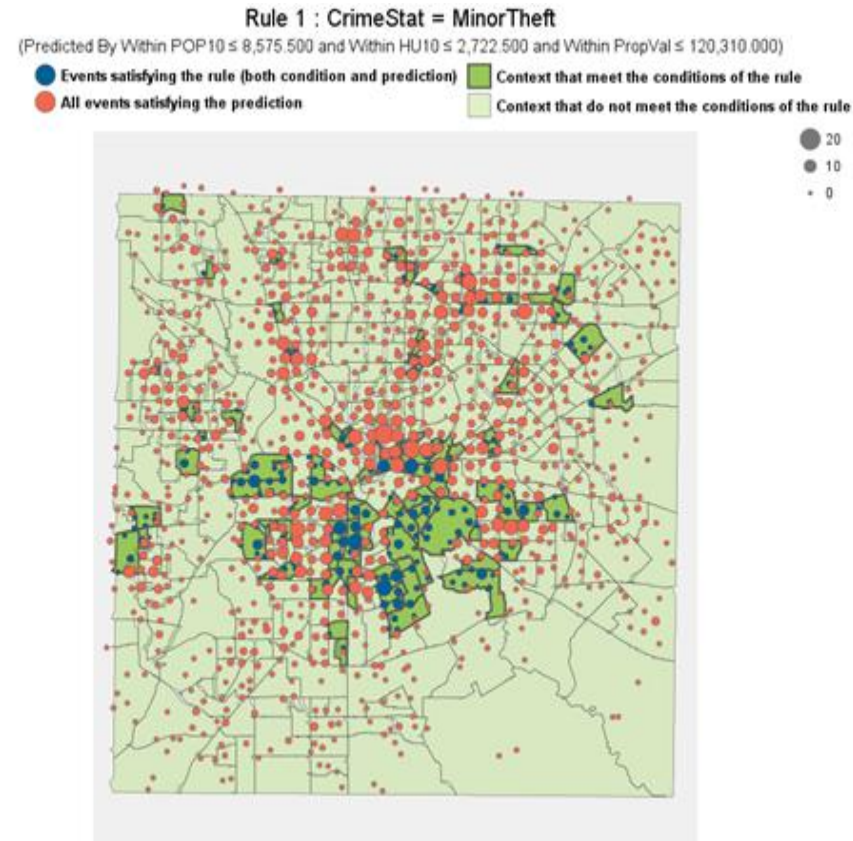 Rule 1 : CrimeStat = MinorTheft
(Predicted By Within POP10 ≤ 8,575.500 and Within HU10 ≤ 2,722.500 and Within PropVal ≤ 120,310.000)
Events satisfying the rule (both condition and prediction)
Context that meet the conditions of the rule
All events satisfying the prediction
Context that do not meet the conditions of the rule
20
10
0